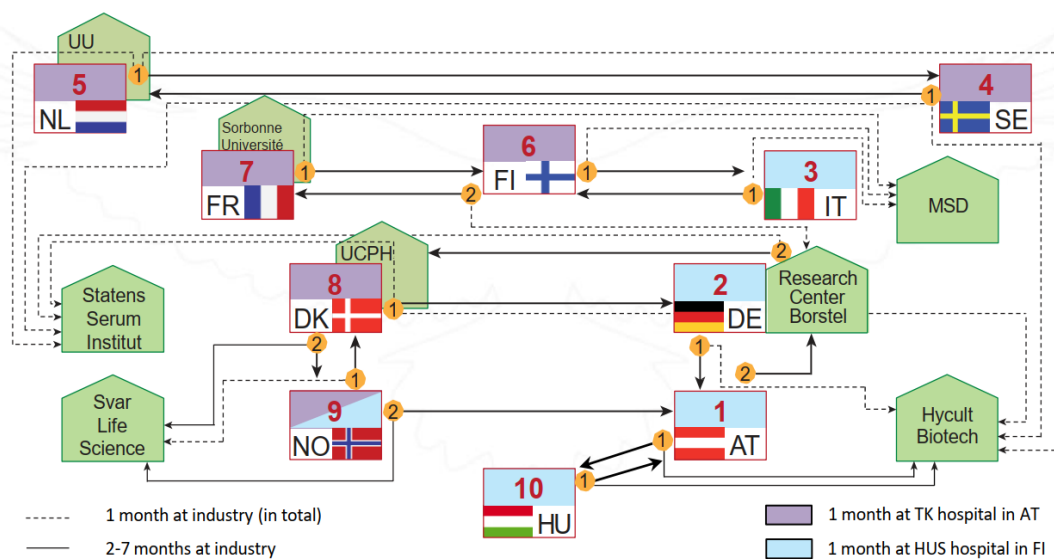 UU
1
5
NL
4
1
SE
Sorbonne
Université
7
1
FR
6
1
FI
2
3
1
IT
MSD
UCPH
8
DK
1
2
2
2
DE
1
Research
Center
Borstel
2
Statens
Serum
Institut
Svar
Life
Science
1
9
2
NO
1
1
AT
Hycult
Biotech
10
1
HU
1 month at industry (in total)
2-7 months at industry
1 month at TK hospital in AT
1 month at HUS hospital in FI